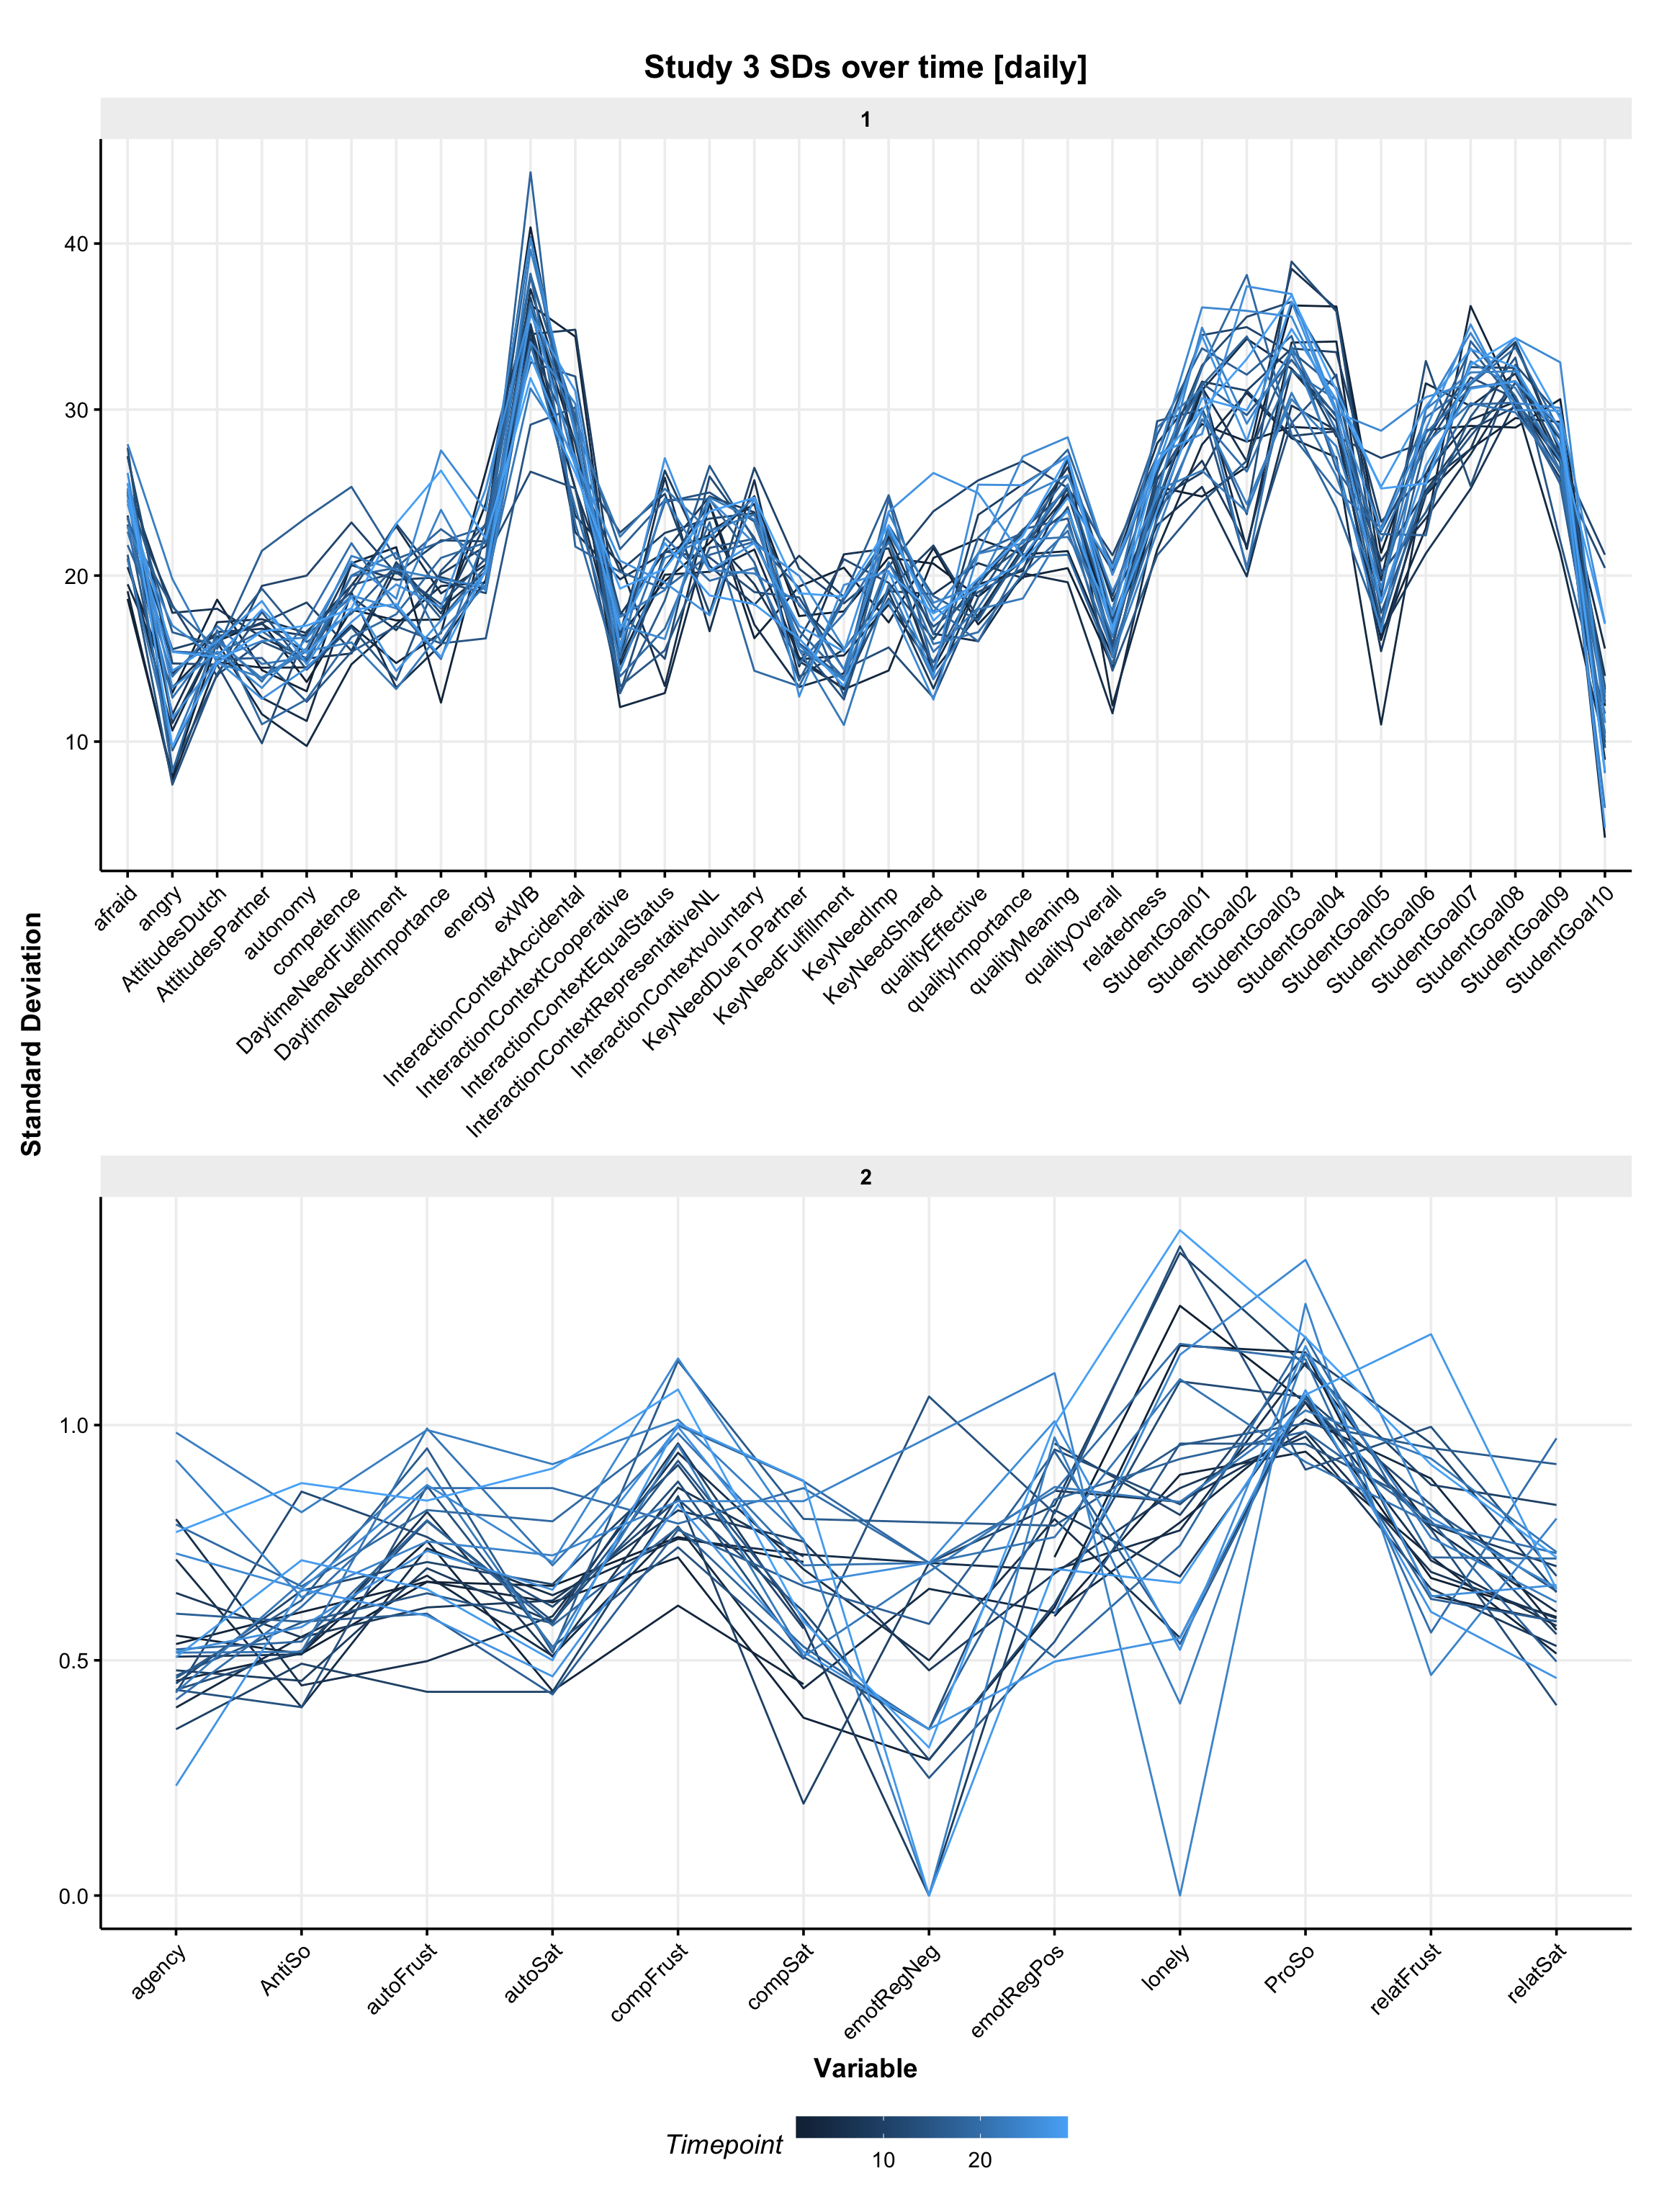 Study 3 SDs over time [daily]
1
40
30
20
10
afraid
angry
AttitudesDutch
AttitudesPartner
autonomy
competence
DaytimeNeedFulfillment
DaytimeNeedImportance
energy
exWB
InteractionContextAccidental
InteractionContextCooperative
InteractionContextEqualStatus
InteractionContextRepresentativeNL
InteractionContextvoluntary
KeyNeedDueToPartner
KeyNeedFulfillment
KeyNeedImp
KeyNeedShared
qualityEffective
qualityImportance
qualityMeaning
qualityOverall
relatedness
StudentGoal01
StudentGoal02
StudentGoal03
StudentGoal04
StudentGoal05
StudentGoal06
StudentGoal07
StudentGoal08
StudentGoal09
StudentGoal10
Standard Deviation
2
1.0
0.5
0.0
agency
AntiSo
autoFrust
autoSat
compFrust
compSat
emotRegNeg
emotRegPos
lonely
ProSo
relatFrust
relatSat
Variable
Timepoint
10
20